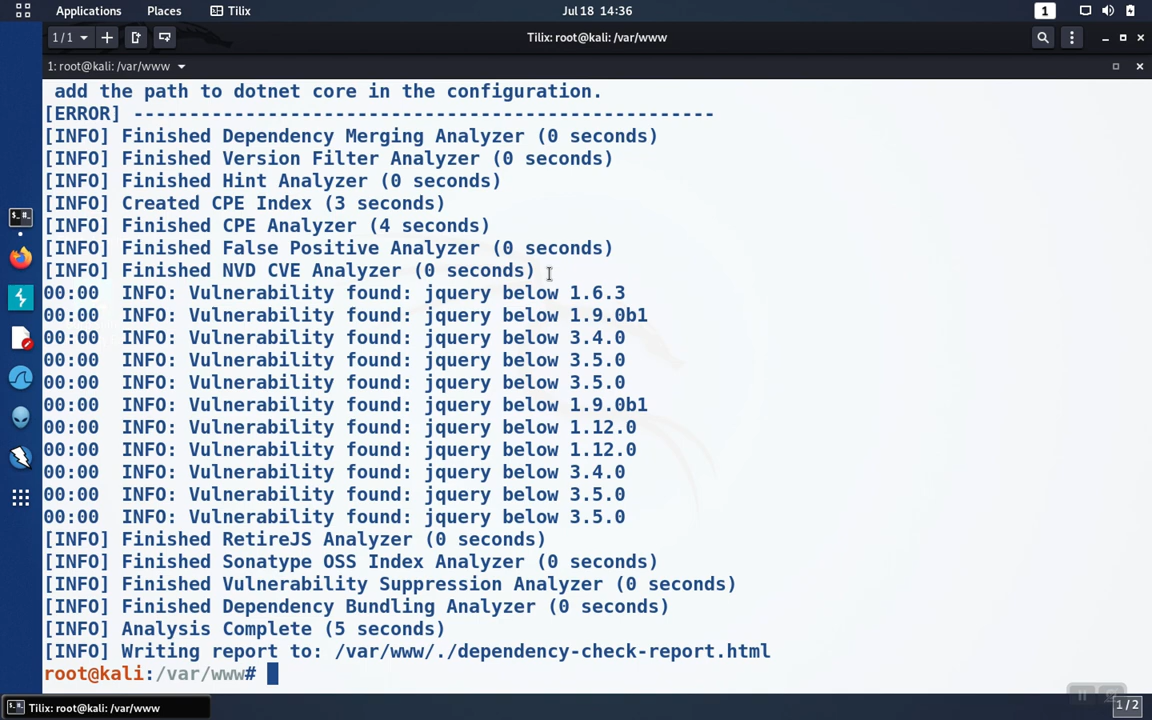 Applications Places Tilix Jul 18 14:36 1
1/1 Tilix: root@kali: /var/www
1: root@kali: /var/www
add the path to dotnet core in the configuration.
[ERROR] ----------------------------------------------------
[INFO] Finished Dependency Merging Analyzer (0 seconds)
[INFO] Finished Version Filter Analyzer (0 seconds)
[INFO] Finished Hint Analyzer (0 seconds)
[INFO] Created CPE Index (3 seconds)
[INFO] Finished CPE Analyzer (4 seconds)
[INFO] Finished False Positive Analyzer (0 seconds)
[INFO] Finished NVD CVE Analyzer (0 seconds)
00:00  INFO: Vulnerability found: jquery below 1.6.3
00:00  INFO: Vulnerability found: jquery below 1.9.0b1
00:00  INFO: Vulnerability found: jquery below 3.4.0
00:00  INFO: Vulnerability found: jquery below 3.5.0
00:00  INFO: Vulnerability found: jquery below 3.5.0
00:00  INFO: Vulnerability found: jquery below 1.9.0b1
00:00  INFO: Vulnerability found: jquery below 1.12.0
00:00  INFO: Vulnerability found: jquery below 1.12.0
00:00  INFO: Vulnerability found: jquery below 3.4.0
00:00  INFO: Vulnerability found: jquery below 3.5.0
00:00  INFO: Vulnerability found: jquery below 3.5.0
[INFO] Finished RetireJS Analyzer (0 seconds)
[INFO] Finished Sonatype OSS Index Analyzer (0 seconds)
[INFO] Finished Vulnerability Suppression Analyzer (0 seconds)
[INFO] Finished Dependency Bundling Analyzer (0 seconds)
[INFO] Analysis Complete (5 seconds)
[INFO] Writing report to: /var/www/./dependency-check-report.html
root@kali:/var/www#
Tilix: root@kali: /var/www 1/2